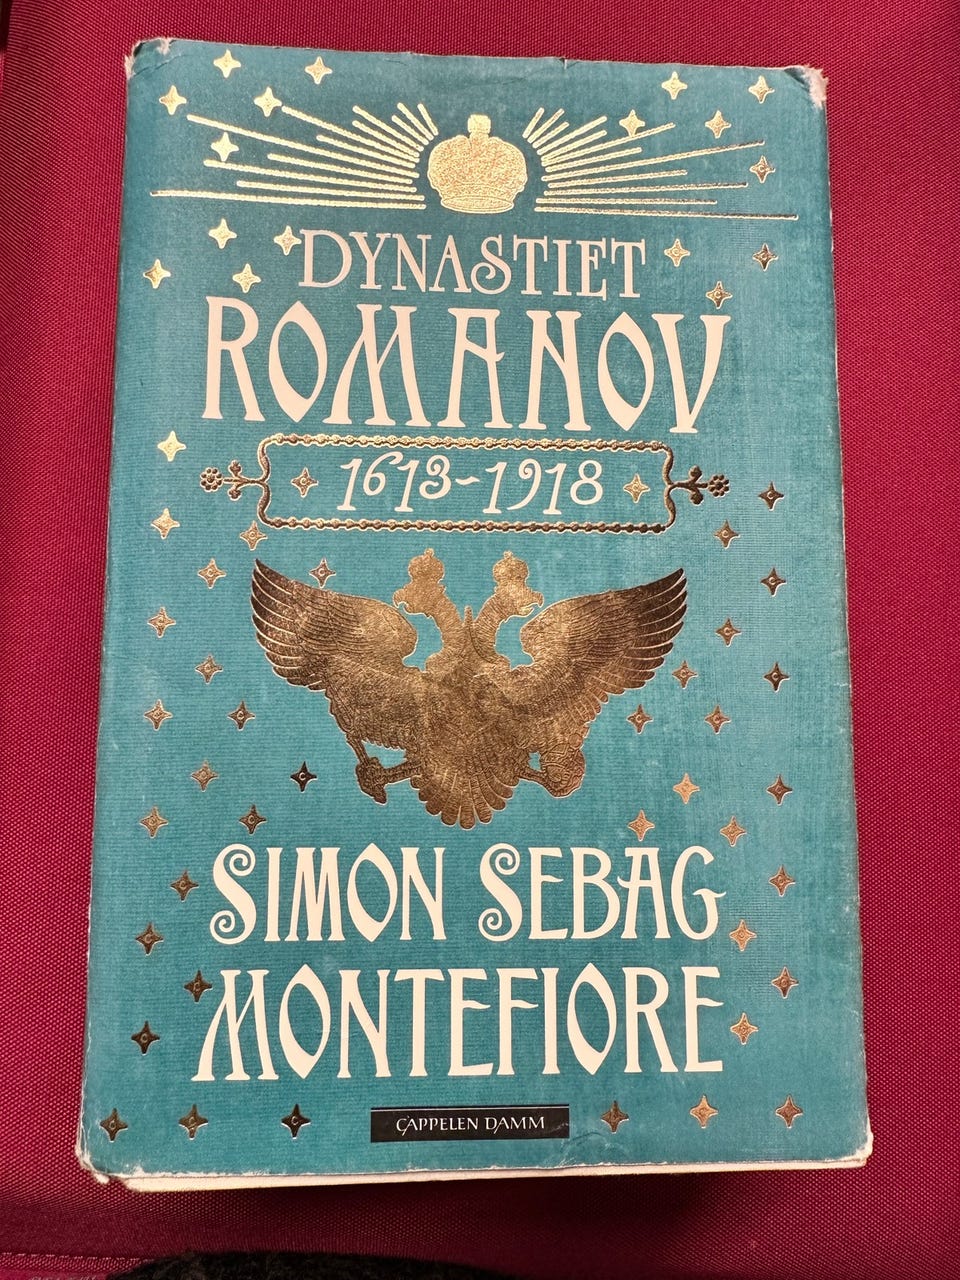 DYNASTIET
ROMANOV
1613-1918
SIMON SEBAG
MONTEFIORE
CAPPELEN DAMM